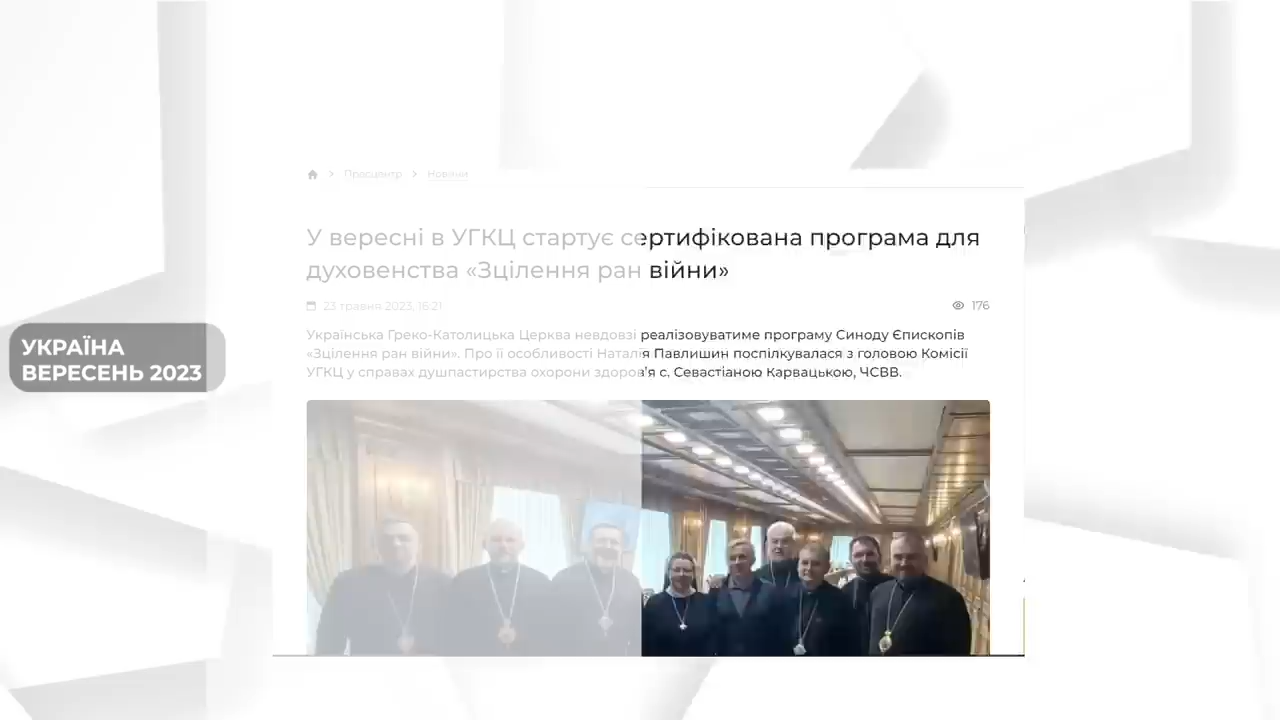 Пресцентр
Новини
У вересні в УГКЦ стартує сертифікована програма для
духовенства «Зцілення ран війни»
23 травня 2023, 16:21
176
Українська Греко-Католицька Церква невдовзі реалізовуватиме програму Синоду Єпископів
«Зцілення ран війни». Про її особливості Наталія Павлишин поспілкувалася з головою Комісії
УГКЦ у справах душпастирства охорони здоров'я с. Севастіаною Карвацькою, ЧСВВ.
УКРАЇНА
ВЕРЕСЕНЬ 2023